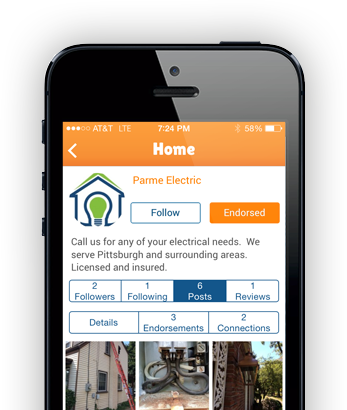 AT&T LTE 7:24 PM 58%
Home
Parme Electric
Follow Endorsed
Call us for any of your electrical needs. We
serve Pittsburgh and surrounding areas.
Licensed and insured.
2 1 6 1
Followers Following Posts Reviews
Details 3 2
Endorsements Connections